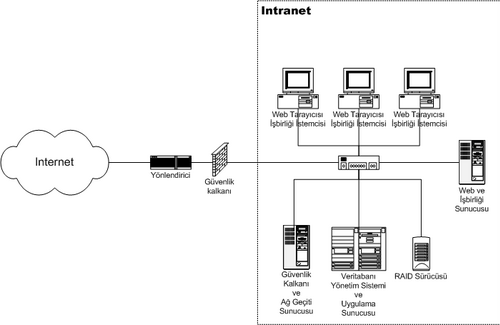 Intranet
Web Tarayıcısı
İşbirliği İstemcisi
Web Tarayıcısı
İşbirliği İstemcisi
Web Tarayıcısı
İşbirliği İstemcisi
Internet
Yönlendirici
Güvenlik
kalkanı
Web ve
İşbirliği
Sunucusu
Güvenlik
Kalkanı
ve
Ağ Geçiti
Sunucusu
Veritabanı
Yönetim Sistemi
ve
Uygulama
Sunucusu
RAID Sürücüsü